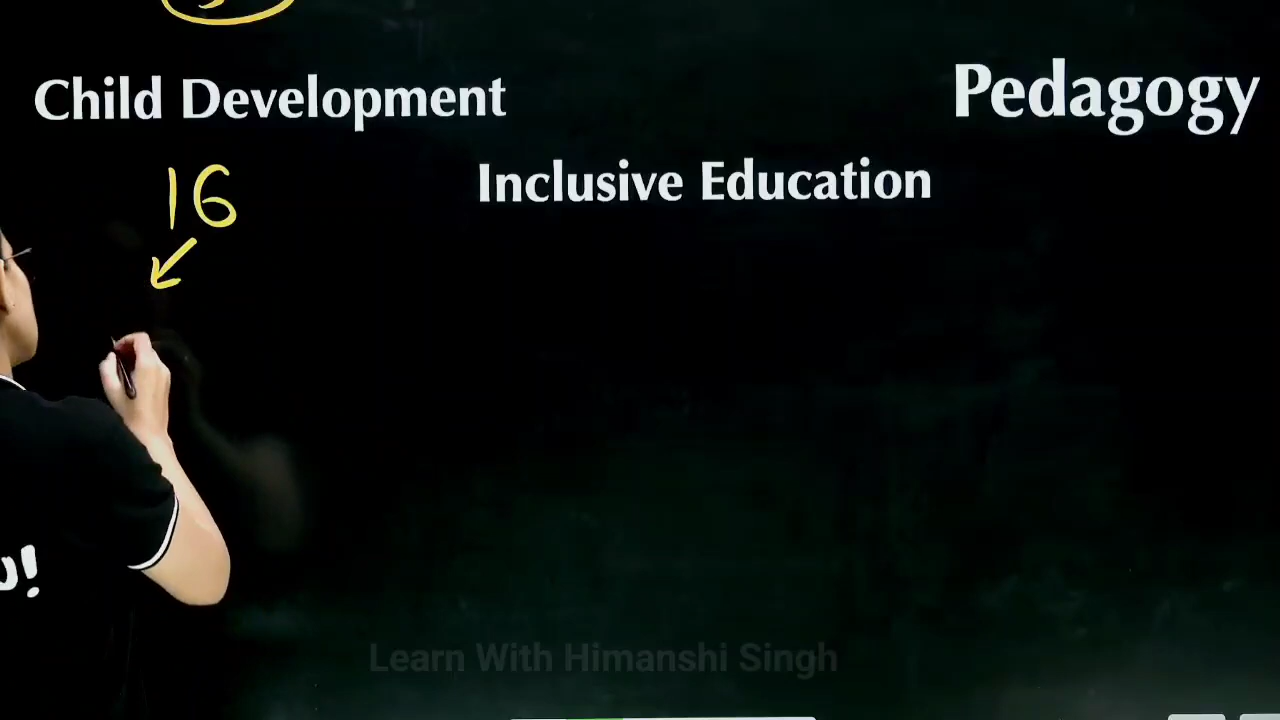 Child Development
Pedagogy
16
Inclusive Education
Learn With Himanshi Singh